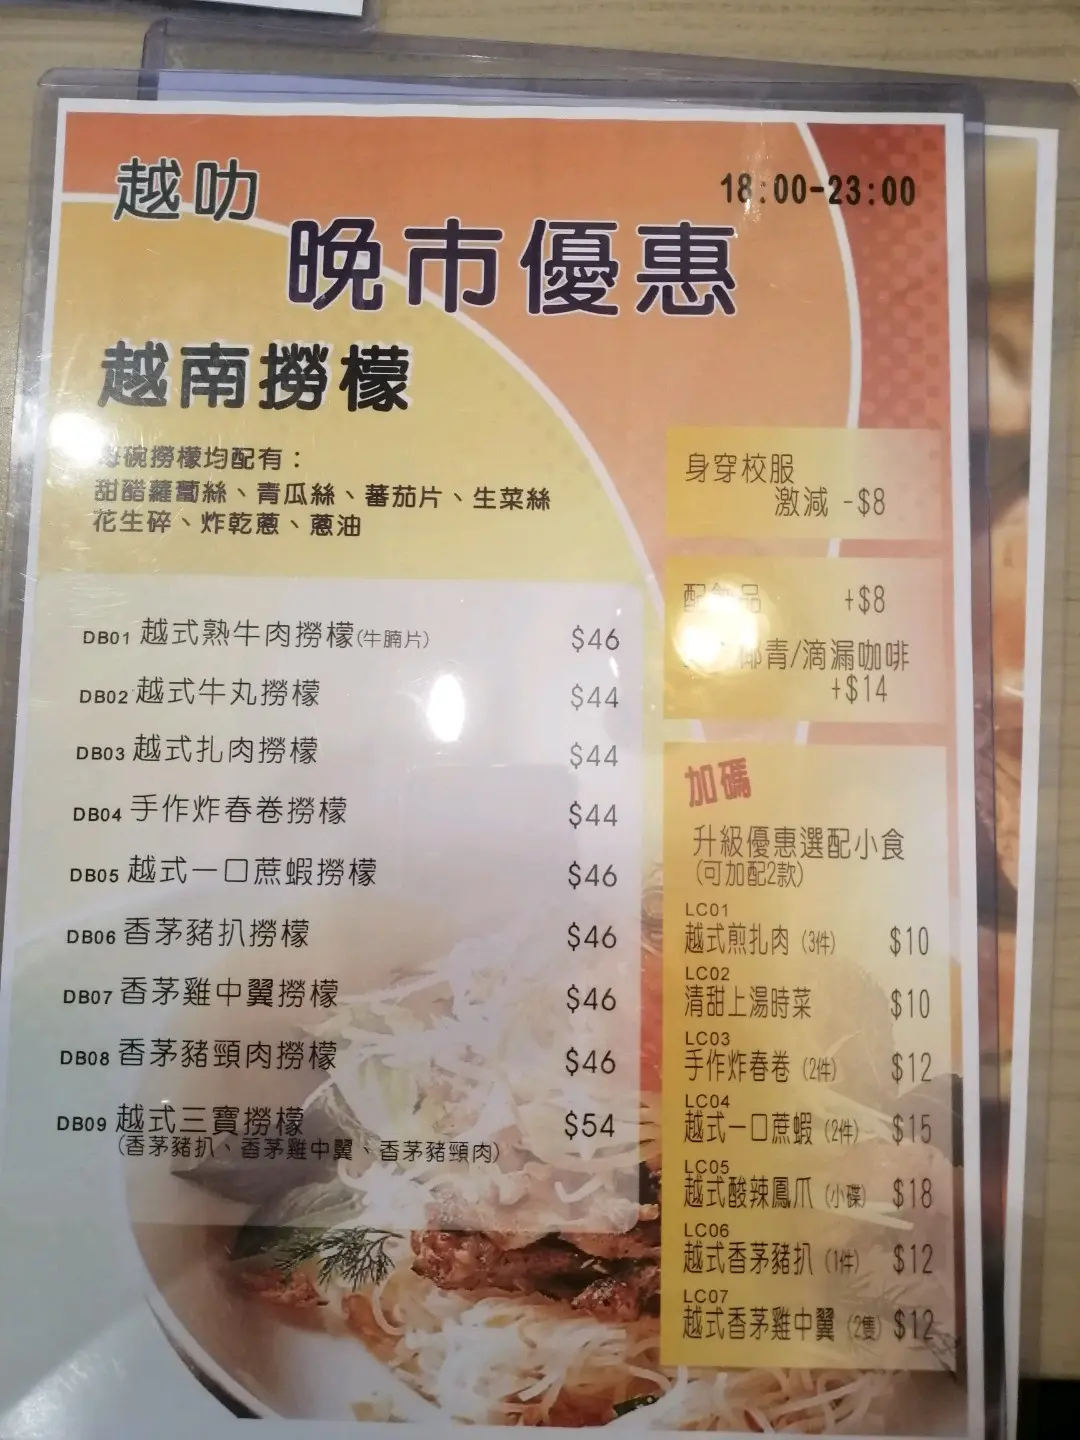 越叻
18:00-23:00
晚市優惠
越南撈檬
碗撈檬均配有：
甜醋蘿蔔絲、青瓜絲、蕃茄片、生菜絲
花生碎、炸乾蔥、蔥油
DB01 越式熟牛肉撈檬(牛腩片) $46
DB02 越式牛丸撈檬 $44
DB03 越式扎肉撈檬 $44
DB04 手作炸春卷撈檬 $44
DB05 越式一口蔗蝦撈檬 $46
DB06 香茅豬扒撈檬 $46
DB07 香茅雞中翼撈檬 $46
DB08 香茅豬頸肉撈檬 $46
DB09 越式三寶撈檬 $54
(香茅豬扒、香茅雞中翼、香茅豬頸肉)
身穿校服
激減 -$8
配 品 +$8
椰青/滴漏咖啡
+$14
加碼
升級優惠選配小食
(可加配2款)
LC01
越式煎扎肉 (3件) $10
LC02
清甜上湯時菜 $10
LC03
手作炸春卷 (2件) $12
LC04
越式一口蔗蝦 (2件) $15
LC05
越式酸辣鳳爪 (小碟) $18
LC06
越式香茅豬扒 (1件) $12
LC07
越式香茅雞中翼 (2隻) $12